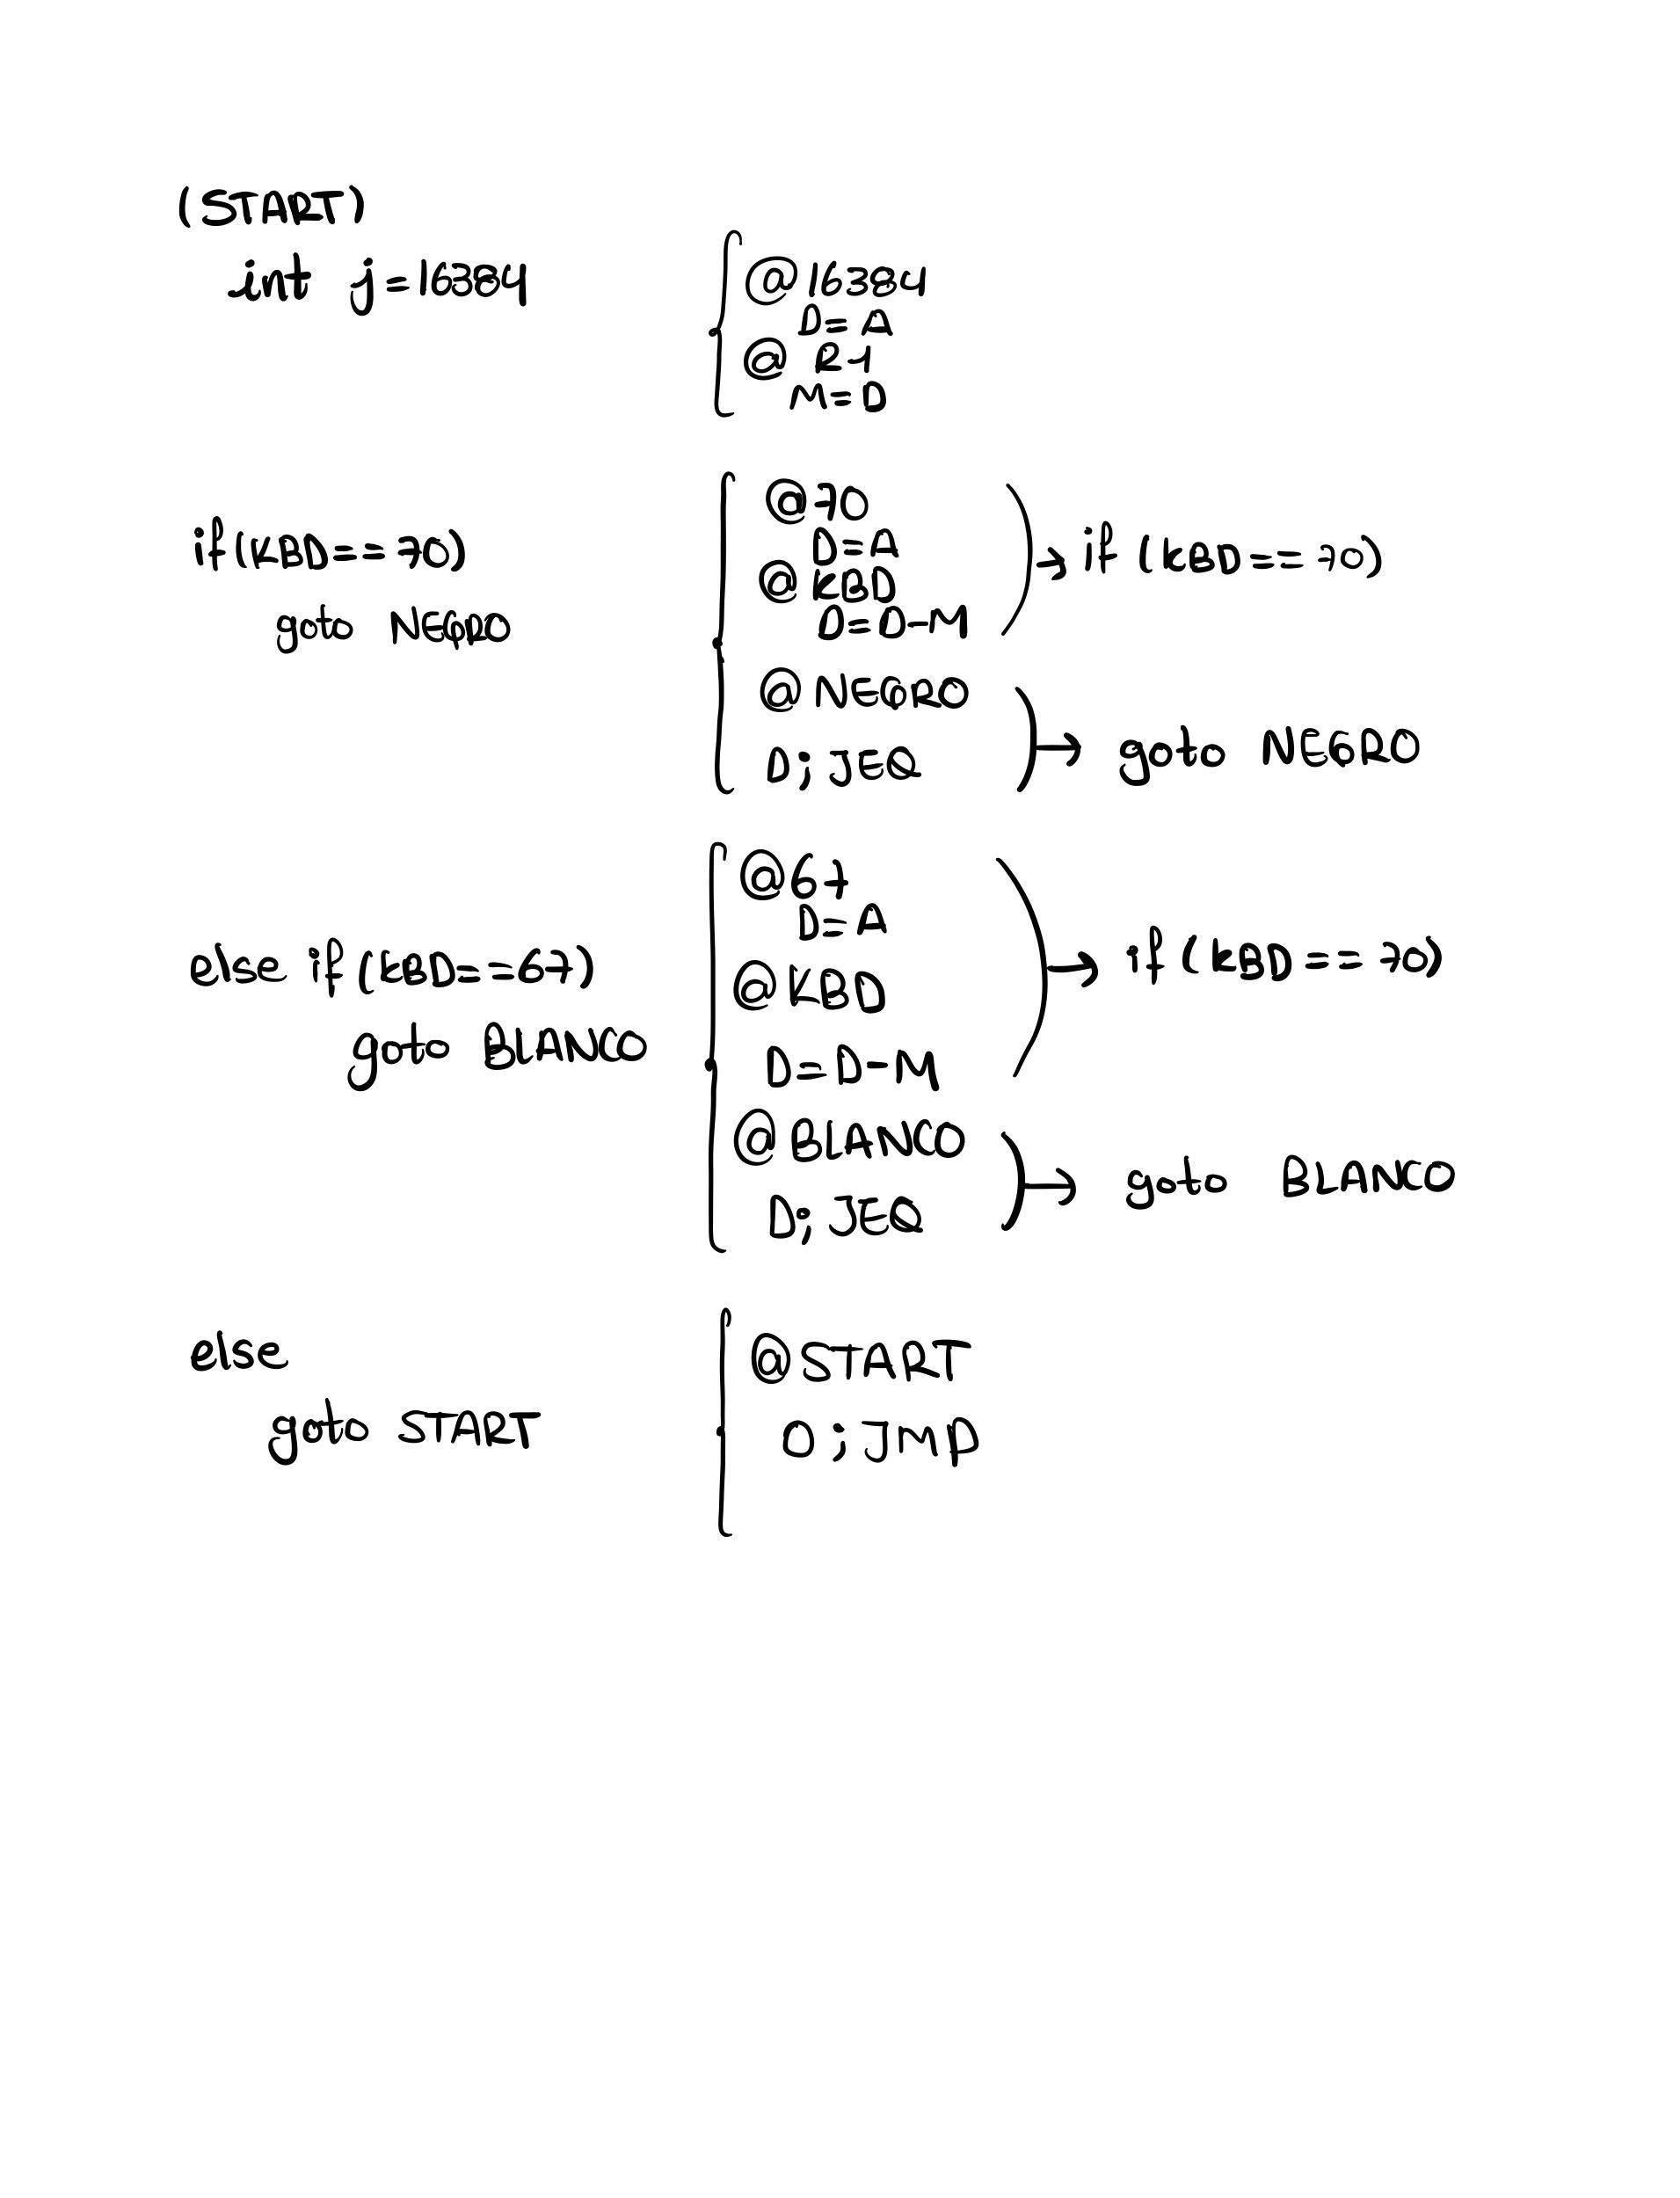 (START)
int j=16384
@16384
D=A
@ R1
M=D
if (KBD==70)
goto NEGRO
@70
D=A
@KBD
D=D-M
if (KBD==70)
@NEGRO
D;JEQ
goto NEGRO
else if (KBD==67)
goto BLANCO
@67
D=A
@KBD
D=D-M
if (KBD==70)
@BLANCO
D;JEQ
goto BLANCO
else
goto START
@START
0;JMP